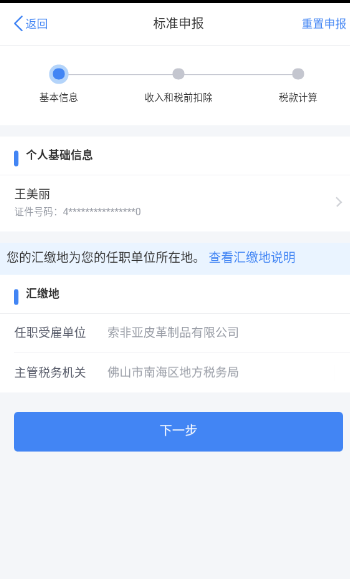 返回
标准申报
重置申报
基本信息
收入和税前扣除
税款计算
个人基础信息
王美丽
证件号码：4****************0
您的汇缴地为您的任职单位所在地。 查看汇缴地说明
汇缴地
任职受雇单位 索非亚皮革制品有限公司
主管税务机关 佛山市南海区地方税务局
下一步